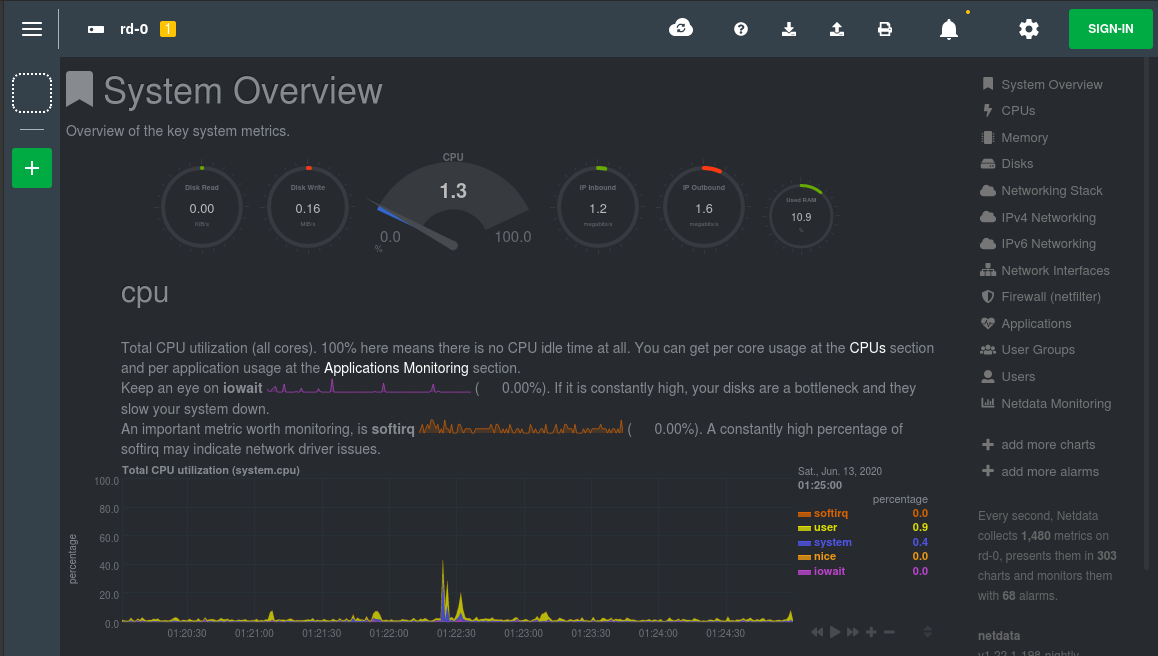 rd-0 1
SIGN-IN
System Overview
Overview of the key system metrics.
Disk Read
0.00
Disk Write
0.16
MiB/s
CPU
1.3
0.0
100.0
%
IP Inbound
1.2
megabits/s
IP Outbound
1.6
megabits/s
Used RAM
10.9
%
cpu
Total CPU utilization (all cores). 100% here means there is no CPU idle time at all. You can get per core usage at the CPUs section
and per application usage at the Applications Monitoring section.
Keep an eye on iowait ( 0.00%). If it is constantly high, your disks are a bottleneck and they
slow your system down.
An important metric worth monitoring, is softirq ( 0.00%). A constantly high percentage of
softirq may indicate network driver issues.
Total CPU utilization (system.cpu)
percentage
100.0
80.0
60.0
40.0
20.0
0.0
01:20:30 01:21:00 01:21:30 01:22:00 01:22:30 01:23:00 01:23:30 01:24:00 01:24:30
Sat., Jun. 13, 2020
01:25:00
percentage
softirq 0.0
user 0.9
system 0.4
nice 0.0
iowait 0.0
System Overview
CPUs
Memory
Disks
Networking Stack
IPv4 Networking
IPv6 Networking
Network Interfaces
Firewall (netfilter)
Applications
User Groups
Users
Netdata Monitoring
add more charts
add more alarms
Every second, Netdata
collects 1,480 metrics on
rd-0, presents them in 303
charts and monitors them
with 68 alarms.
netdata